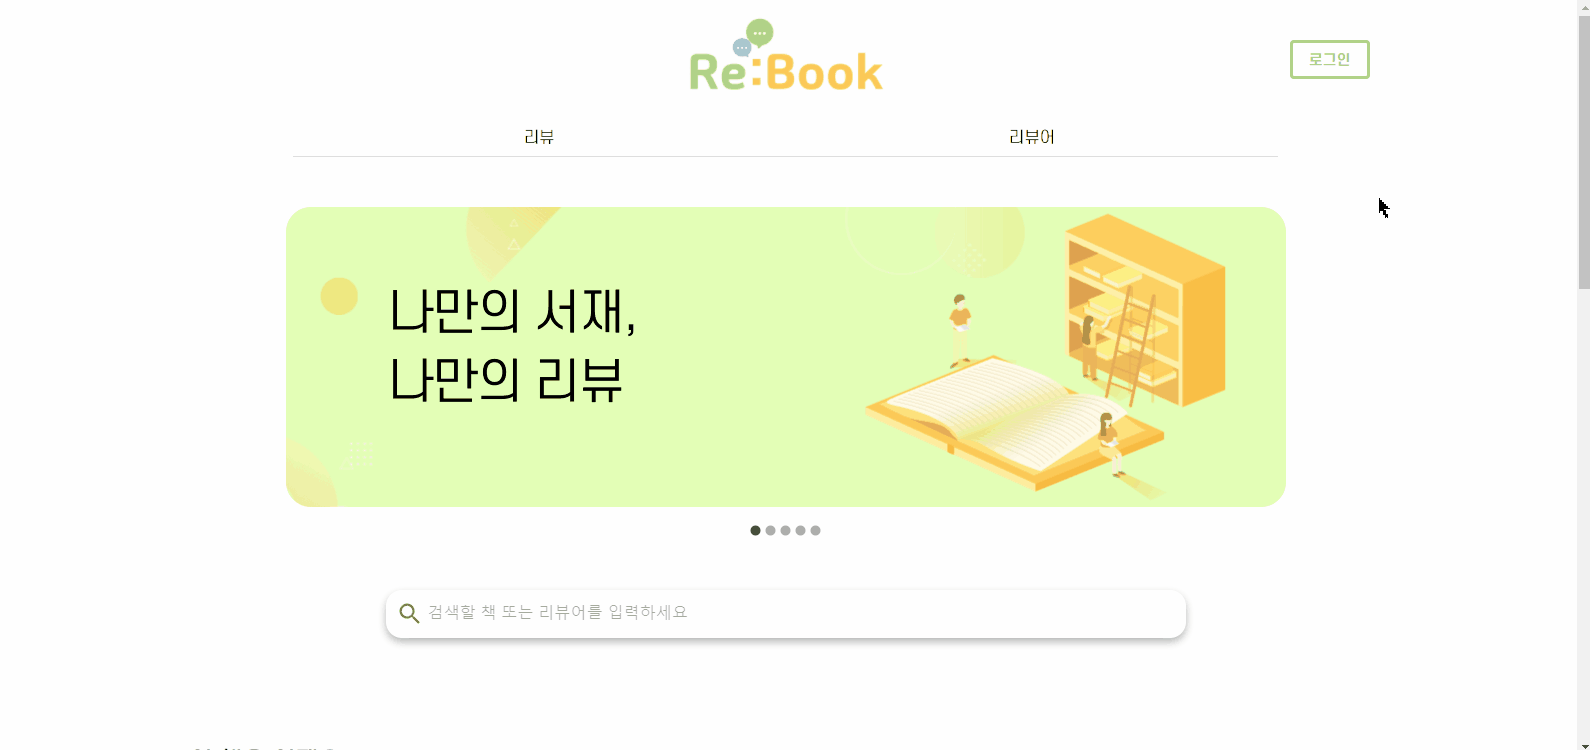 Re:Book
로그인
리뷰
리뷰어
나만의 서재,
나만의 리뷰
검색할 책 또는 리뷰어를 입력하세요